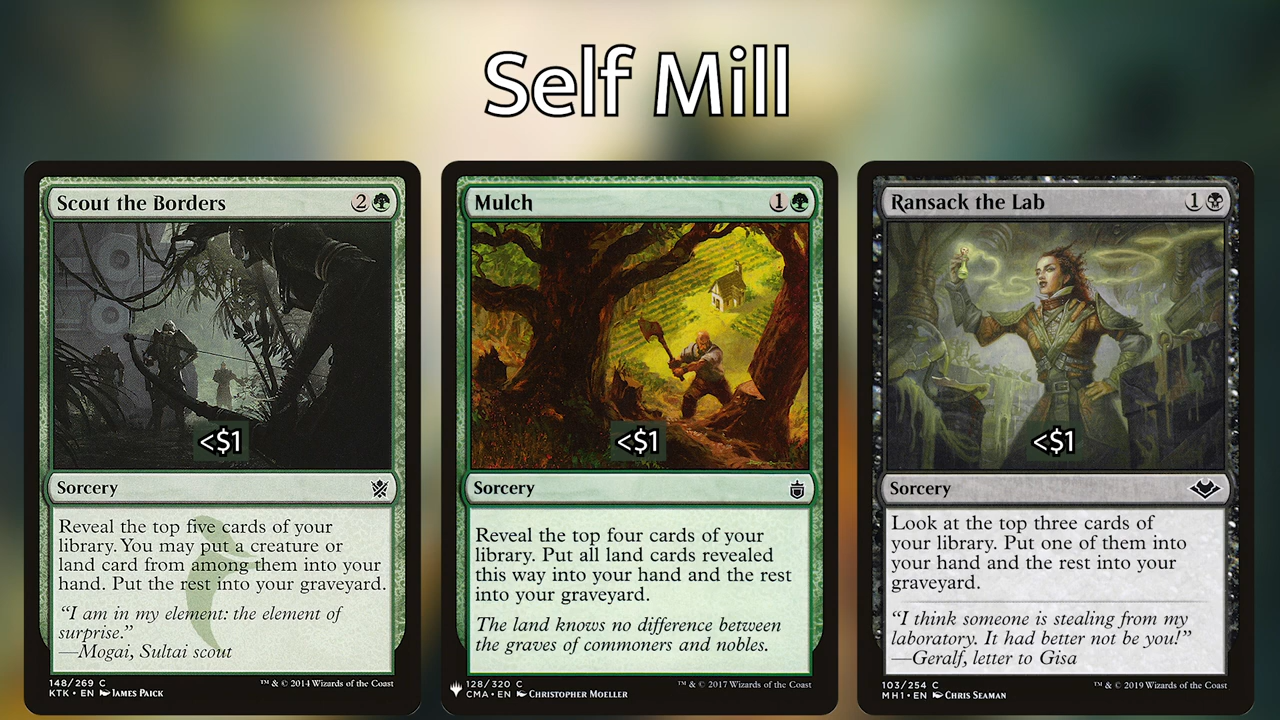 Self Mill
Scout the Borders 2
<$1
Sorcery
Reveal the top five cards of your
library. You may put a creature or
land card from among them into your
hand. Put the rest into your graveyard.
“I am in my element: the element of
surprise.”
—Mogai, Sultai scout
148/269 C
KTK • EN James Paick
™ & © 2014 Wizards of the Coast
Mulch 1
<$1
Sorcery
Reveal the top four cards of your
library. Put all land cards revealed
this way into your hand and the rest
into your graveyard.
The land knows no difference between
the graves of commoners and nobles.
128/320 C
CMA • EN Christopher Moeller
™ & © 2017 Wizards of the Coast
Ransack the Lab 1
<$1
Sorcery
Look at the top three cards of
your library. Put one of them into
your hand and the rest into your
graveyard.
“I think someone is stealing from my
laboratory. It had better not be you!”
—Geralf, letter to Gisa
103/254 C
MH1 • EN Chris Seaman
™ & © 2019 Wizards of the Coast